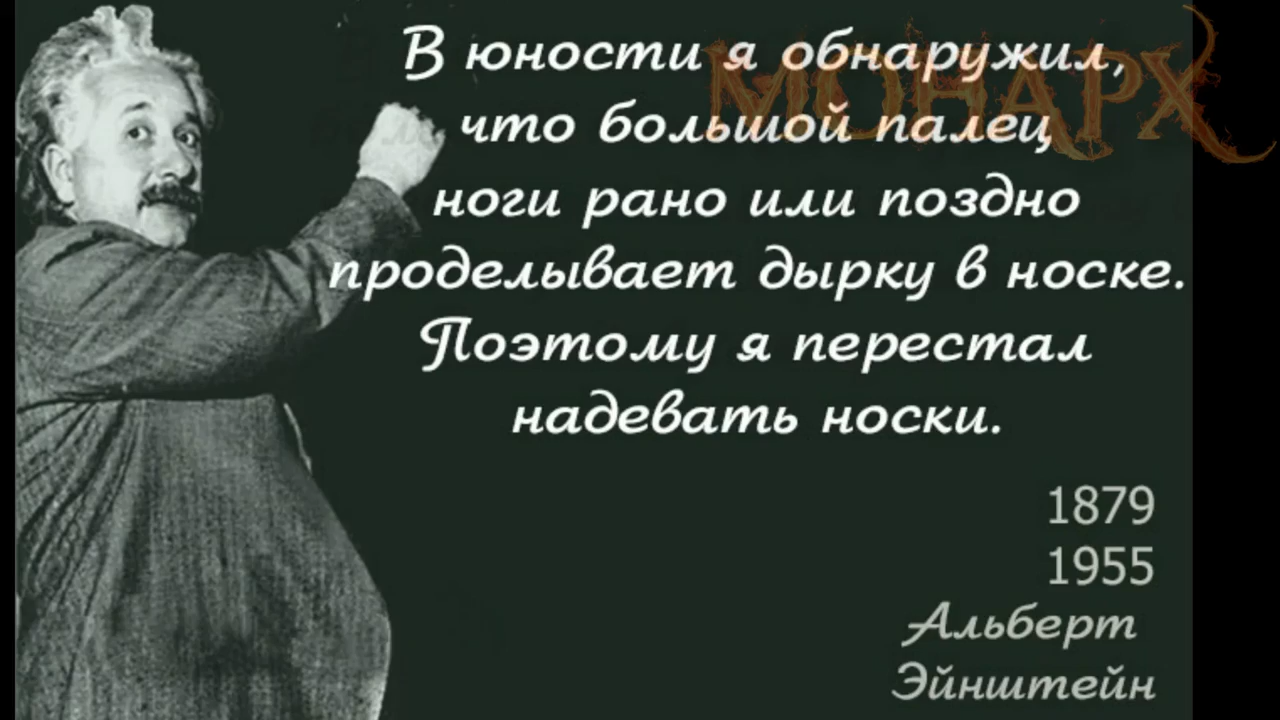 В юности я обнаружил,
МОНАРХ
что большой палец
ноги рано или поздно
проделывает дырку в носке.
Поэтому я перестал
надевать носки.
1879
1955
Альберт
Эйнштейн